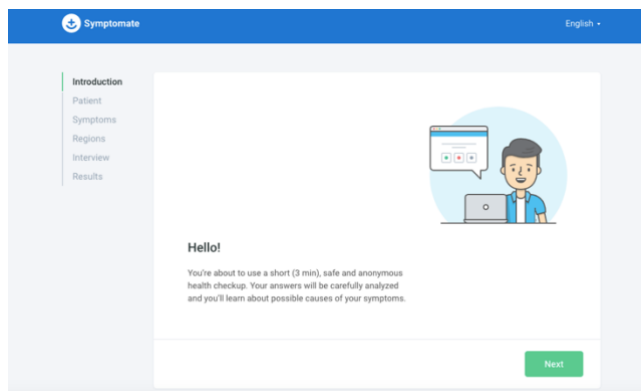 Symptomate
English
Introduction
Patient
Symptoms
Regions
Interview
Results
Hello!
You're about to use a short (3 min), safe and anonymous
health checkup. Your answers will be carefully analyzed
and you'll learn about possible causes of your symptoms.
Next